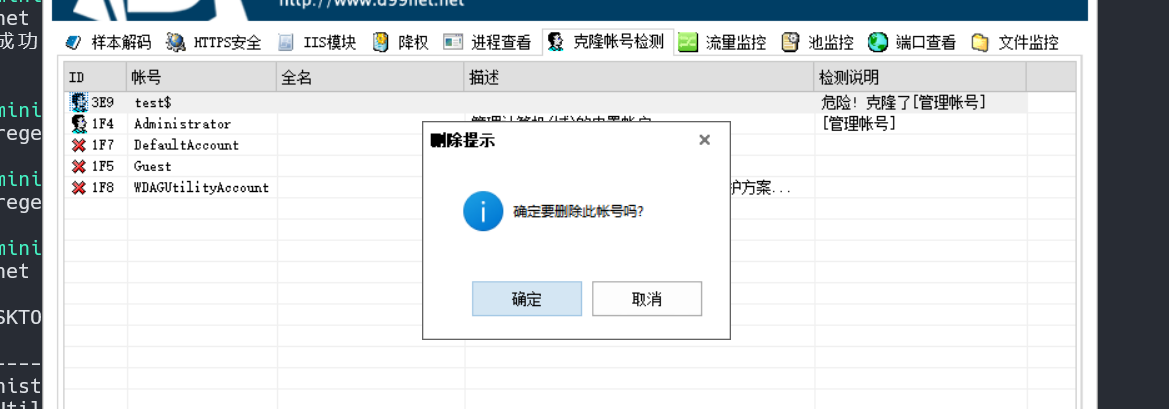 http://www.d99net.net
net
成功
样本解码 HTTPS安全 IIS模块 降权 进程查看 克隆帐号检测 流量监控 池监控 端口查看 文件监控
ID 帐号 全名 描述 检测说明
3E9 test$ 危险！克隆了[管理帐号]
mini
1F4 Administrator 管理计算机(域)的内置帐户 [管理帐号]
rege
1F7 DefaultAccount
1F5 Guest
mini
1F8 WDAGUtilityAccount 护方案...
rege
删除提示
确定要删除此帐号吗?
确定 取消
mini
net
SKTO
----
nist
Util